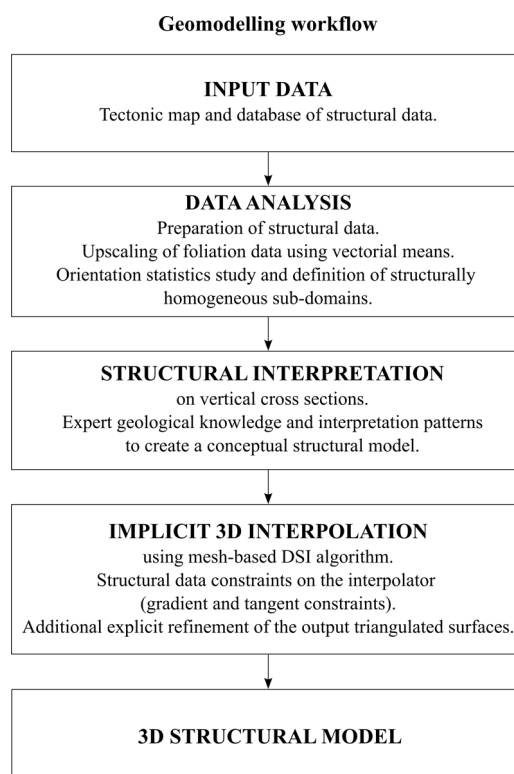 Geomodelling workflow
INPUT DATA
Tectonic map and database of structural data.
DATA ANALYSIS
Preparation of structural data.
Upscaling of foliation data using vectorial means.
Orientation statistics study and definition of structurally
homogeneous sub-domains.
STRUCTURAL INTERPRETATION
on vertical cross sections.
Expert geological knowledge and interpretation patterns
to create a conceptual structural model.
IMPLICIT 3D INTERPOLATION
using mesh-based DSI algorithm.
Structural data constraints on the interpolator
(gradient and tangent constraints).
Additional explicit refinement of the output triangulated surfaces.
3D STRUCTURAL MODEL